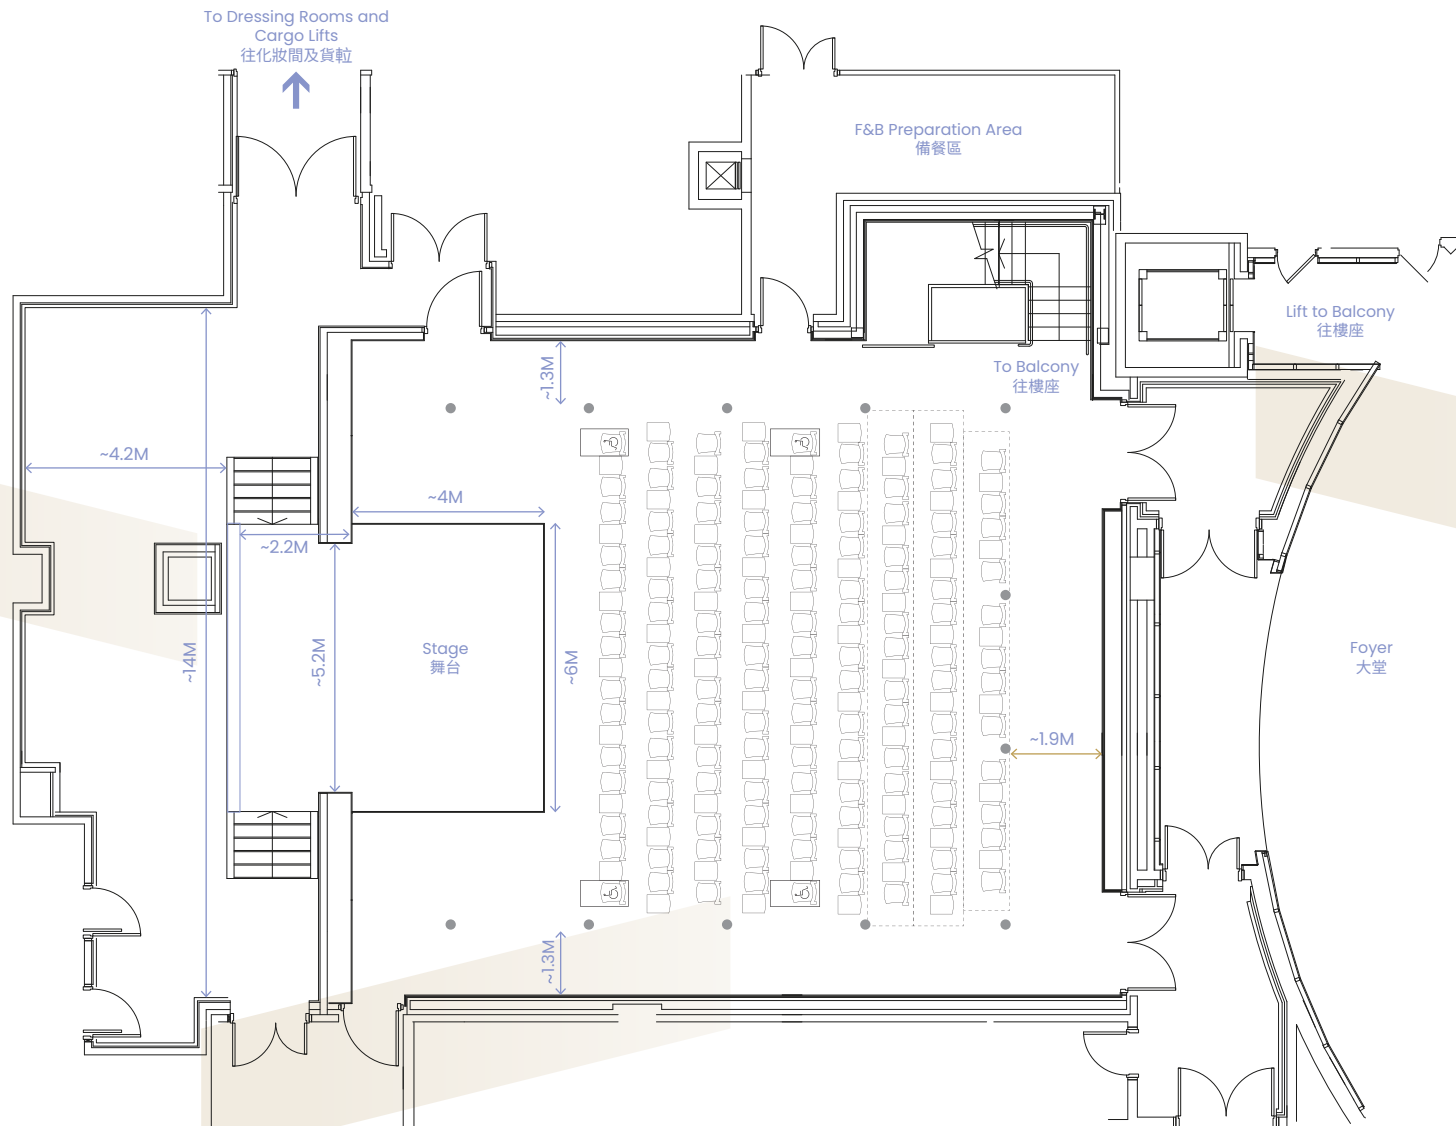 To Dressing Rooms and
Cargo Lifts
往化妝間及貨𨋢
F&B Preparation Area
備餐區
Lift to Balcony
往樓座
To Balcony
往樓座
~1.3M
~4.2M
~4M
~2.2M
~14M
~5.2M
Stage
舞台
~6M
Foyer
大堂
~1.9M
~1.3M